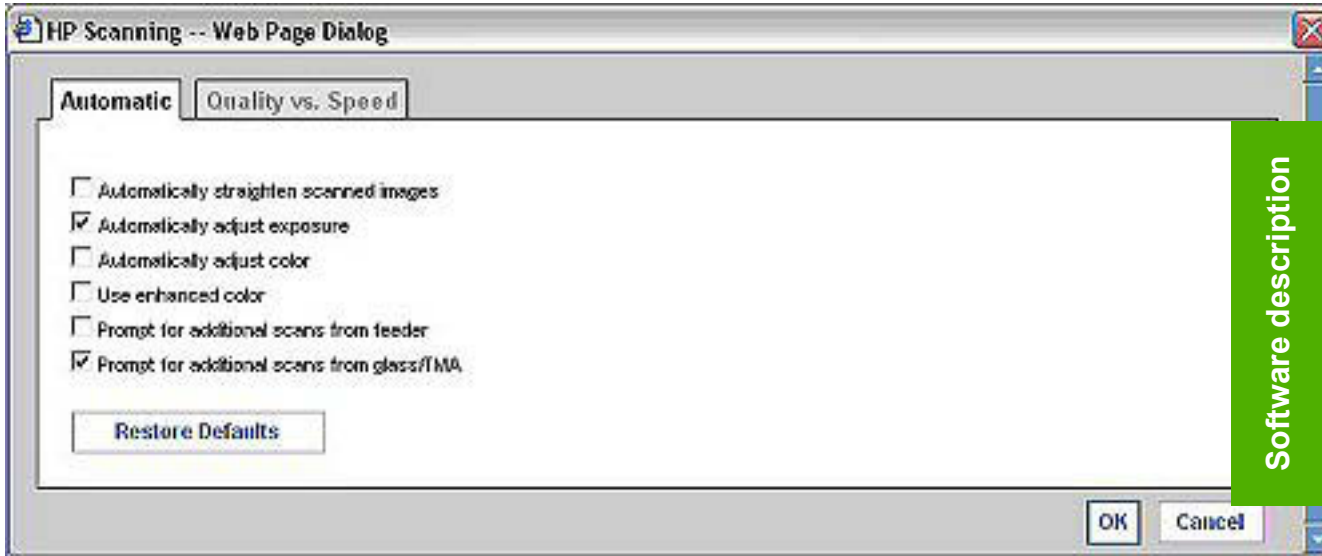 HP Scanning -- Web Page Dialog
Automatic
Quality vs. Speed
Automatically straighten scanned images
Automatically adjust exposure
Automatically adjust color
Use enhanced color
Prompt for additional scans from feeder
Prompt for additional scans from glass/TMA
Restore Defaults
OK
Cancel
Software description